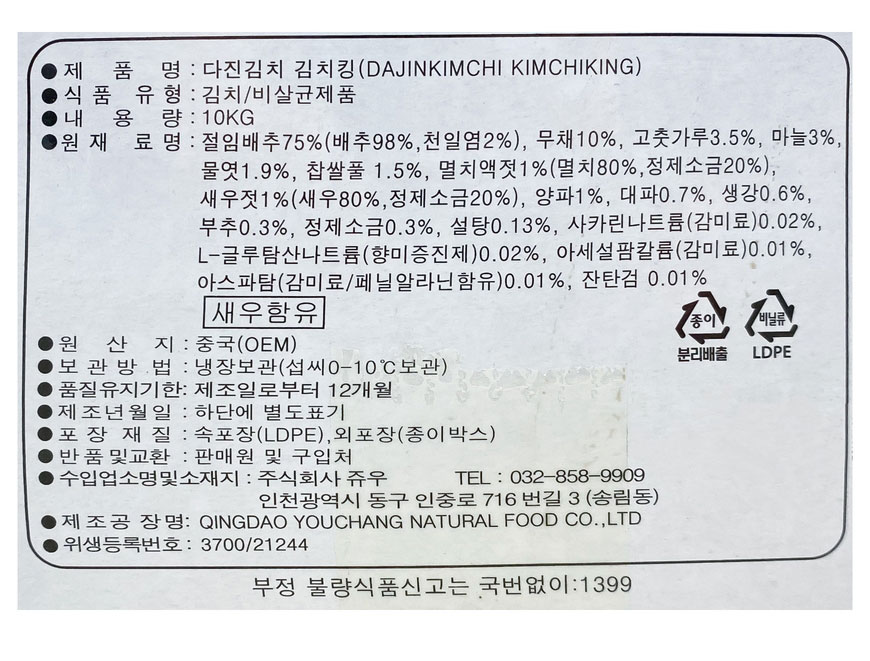 ● 제 품 명 : 다진김치 김치킹(DAJINKIMCHI KIMCHIKING)
● 식 품 유 형 : 김치/비살균제품
● 내 용 량 : 10KG
● 원 재 료 명 : 절임배추75%(배추98%,천일염2%), 무채10%, 고춧가루3.5%, 마늘3%,
물엿1.9%, 찹쌀풀 1.5%, 멸치액젓1%(멸치80%,정제소금20%),
새우젓1%(새우80%,정제소금20%), 양파1%, 대파0.7%, 생강0.6%,
부추0.3%, 정제소금0.3%, 설탕0.13%, 사카린나트륨(감미료)0.02%,
L-글루탐산나트륨(향미증진제)0.02%, 아세설팜칼륨(감미료)0.01%,
아스파탐(감미료/페닐알라닌함유)0.01%, 잔탄검 0.01%
새우함유
종이
분리배출
비닐류
LDPE
● 원 산 지 : 중국(OEM)
● 보 관 방 법 : 냉장보관(섭씨0-10℃보관)
● 품질유지기한: 제조일로부터 12개월
● 제조년월일 : 하단에 별도표기
● 포 장 재 질 : 속포장(LDPE),외포장(종이박스)
● 반 품 및 교환 : 판매원 및 구입처
● 수입업소명및소재지 : 주식회사 쥬우 TEL : 032-858-9909
인천광역시 동구 인중로 716 번길 3 (송림동)
● 제 조 공 장 명: QINGDAO YOUCHANG NATURAL FOOD CO.,LTD
● 위생등록번호 : 3700/21244
부정 불량식품신고는 국번없이:1399